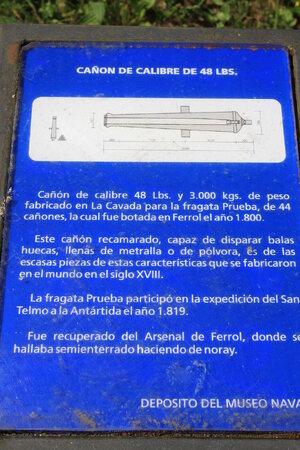 CAÑON DE CALIBRE DE 48 LBS.
Cañón de calibre 48 Lbs. y 3.000 kgs. de peso
fabricado en La Cavada para la fragata Prueba, de 44
cañones, la cual fue botada en Ferrol el año 1.800.
Este cañón recamarado, capaz de disparar balas
huecas, llenas de metralla o de pólvora, es de las
escasas piezas de estas características que se fabricaron
en el mundo en el siglo XVIII.
La fragata Prueba participó en la expedición del San
Telmo a la Antártida el año 1.819.
Fue recuperado del Arsenal de Ferrol, donde se
hallaba semienterrado haciendo de noray.
DEPOSITO DEL MUSEO NAVA